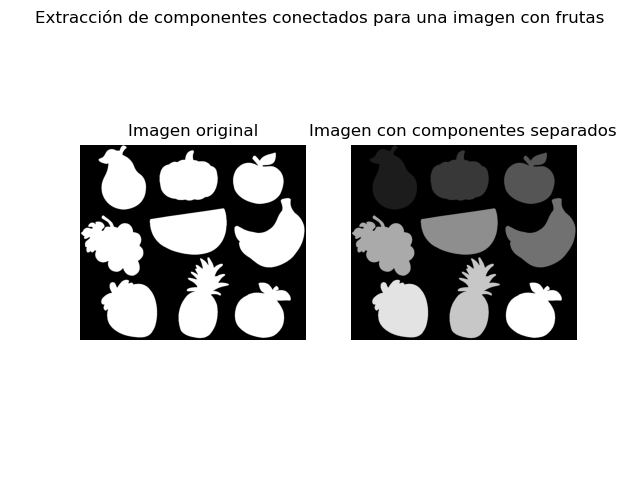 Extracción de componentes conectados para una imagen con frutas
Imagen original
Imagen con componentes separados